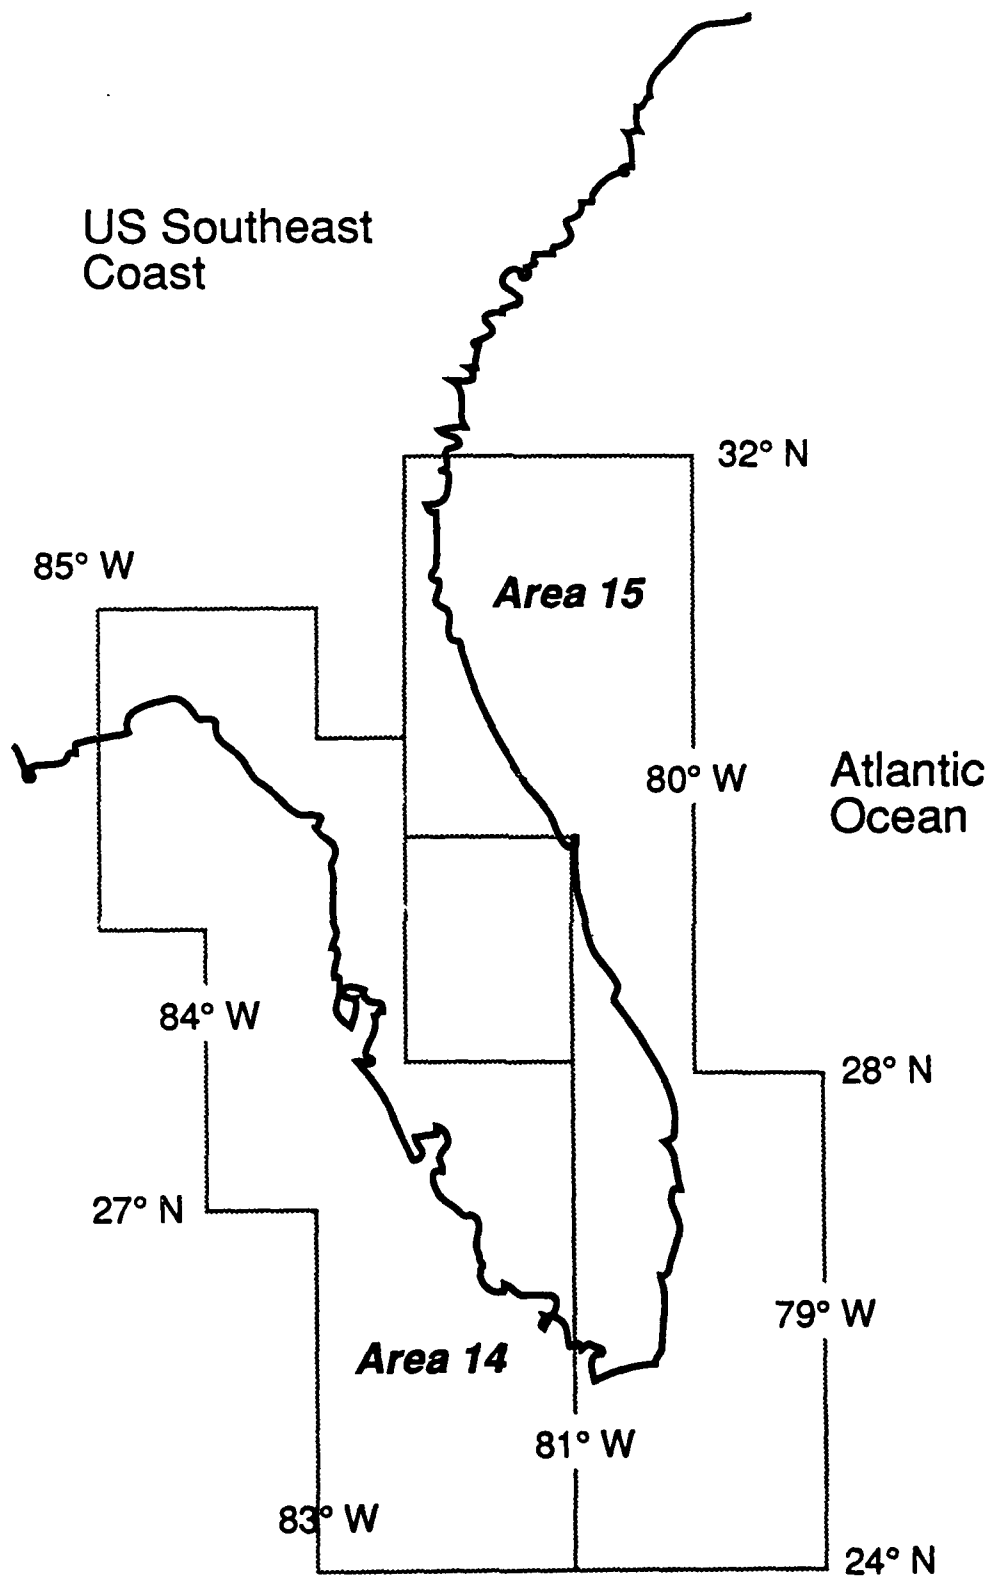 US Southeast
Coast
32° N
85° W
Area 15
80° W
Atlantic
Ocean
84° W
28° N
27° N
79° W
Area 14
81° W
83° W
24° N